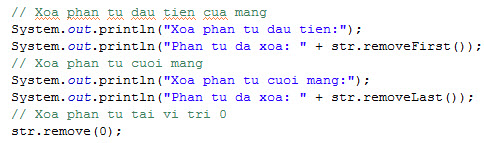 // Xoa phan tu dau tien cua mang
System.out.println("Xoa phan tu dau tien:");
System.out.println("Phan tu da xoa: " + str.removeFirst());
// Xoa phan tu cuoi mang
System.out.println("Xoa phan tu cuoi mang:");
System.out.println("Phan tu da xoa: " + str.removeLast());
// Xoa phan tu tai vi tri 0
str.remove(0);